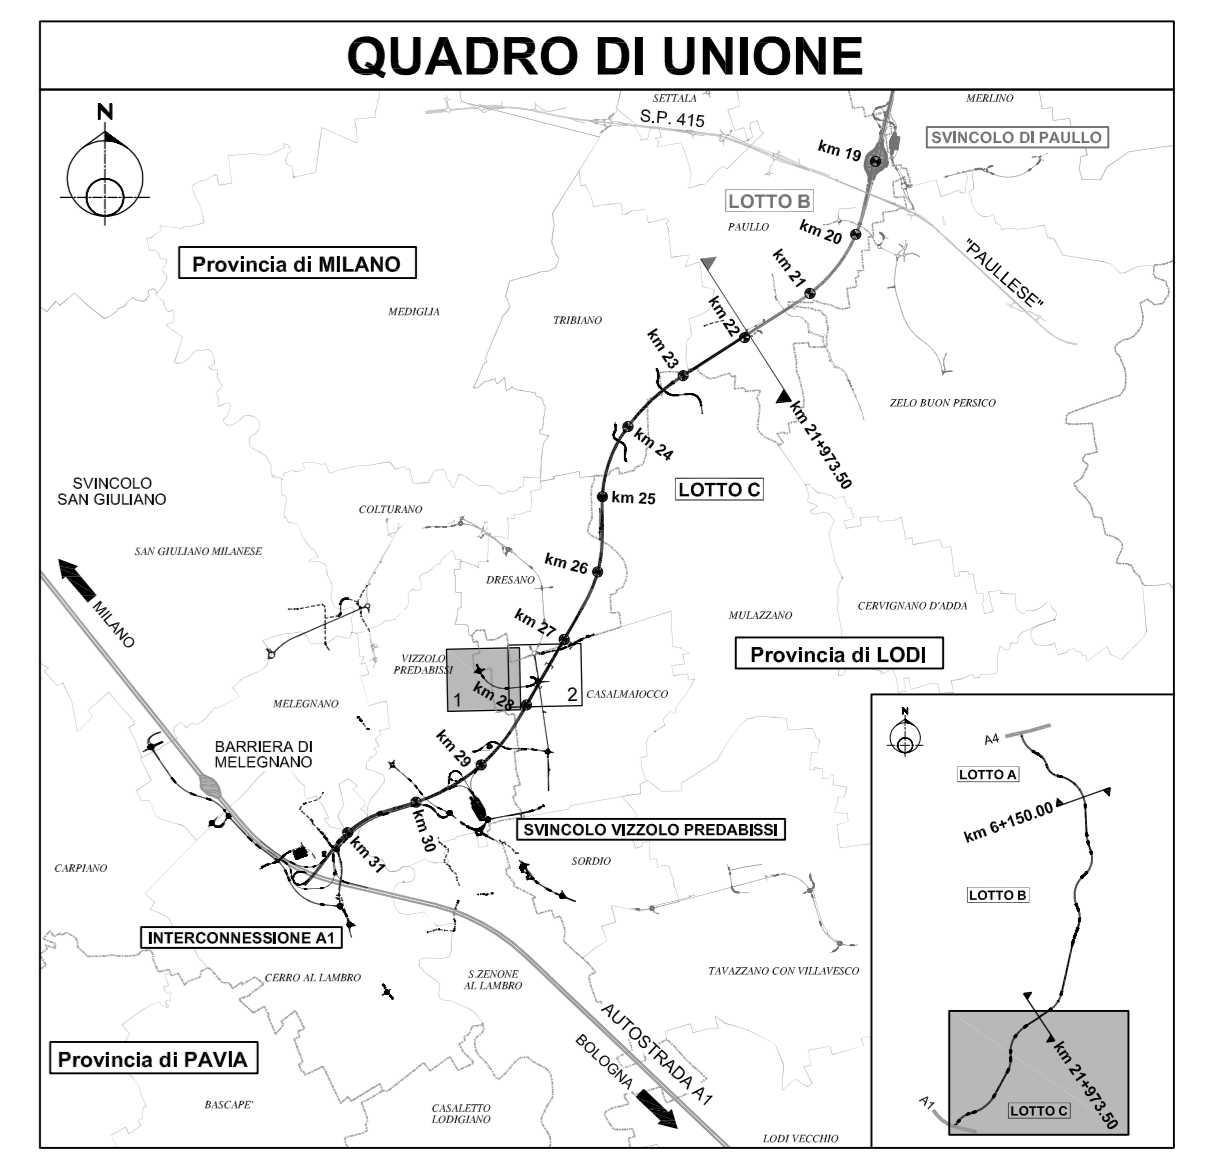 QUADRO DI UNIONE
N
SETTALA
S.P. 415
MERLINO
SVINCOLO DI PAULLO
km 19
LOTTO B
PAULLO
km 20
"PAULLESE"
Provincia di MILANO
km 21
MEDIGLIA
TRIBIANO
km 22
km 23
ZELO BUON PERSICO
km 21+973.50
km 24
SVINCOLO
SAN GIULIANO
LOTTO C
km 25
COLTURANO
SAN GIULIANO MILANESE
km 26
DRESANO
MILANO
MULAZZANO
CERVIGNANO D'ADDA
km 27
Provincia di LODI
VIZZOLO
PREDABISSI
1
2
km 28
CASALMAIOCCO
MELEGNANO
BARRIERA DI
MELEGNANO
km 29
km 30
km 31
SVINCOLO VIZZOLO PREDABISSI
SORDIO
CARPIANO
INTERCONNESSIONE A1
CERRO AL LAMBRO
S.ZENONE
AL LAMBRO
TAVAZZANO CON VILLAVESCO
AUTOSTRADA A1
BOLOGNA
Provincia di PAVIA
BASCAPE'
CASALETTO
LODIGIANO
LODI VECCHIO
N
A4
LOTTO A
km 6+150.00
LOTTO B
km 21+973.50
A1
LOTTO C